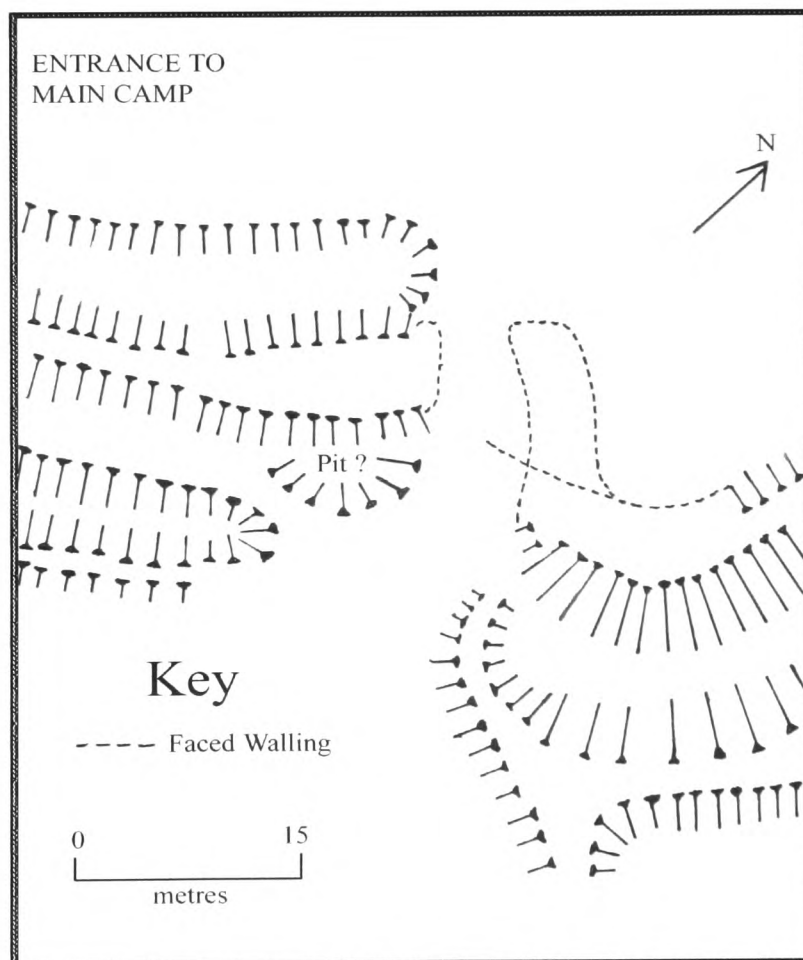 ENTRANCE TO
MAIN CAMP
N
Pit ?
Key
Faced Walling
0 15
metres